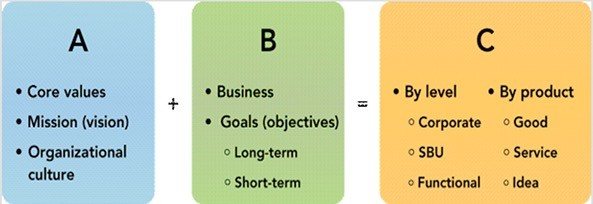 A
• Core values
• Mission (vision)
• Organizational
culture
+
B
• Business
• Goals (objectives)
○ Long-term
○ Short-term
=
C
• By level
○ Corporate
○ SBU
○ Functional
• By product
○ Good
○ Service
○ Idea